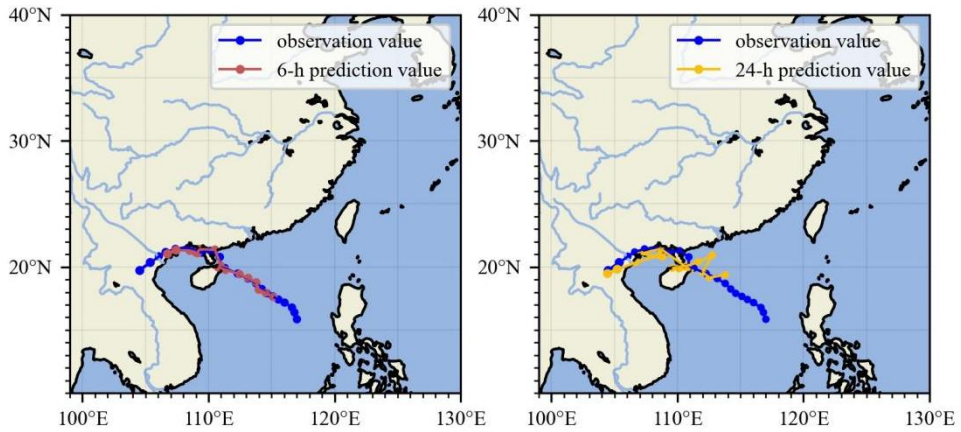 40°N
30°N
20°N
100°E 110°E 120°E 130°E
observation value
6-h prediction value
40°N
30°N
20°N
100°E 110°E 120°E 130°E
observation value
24-h prediction value